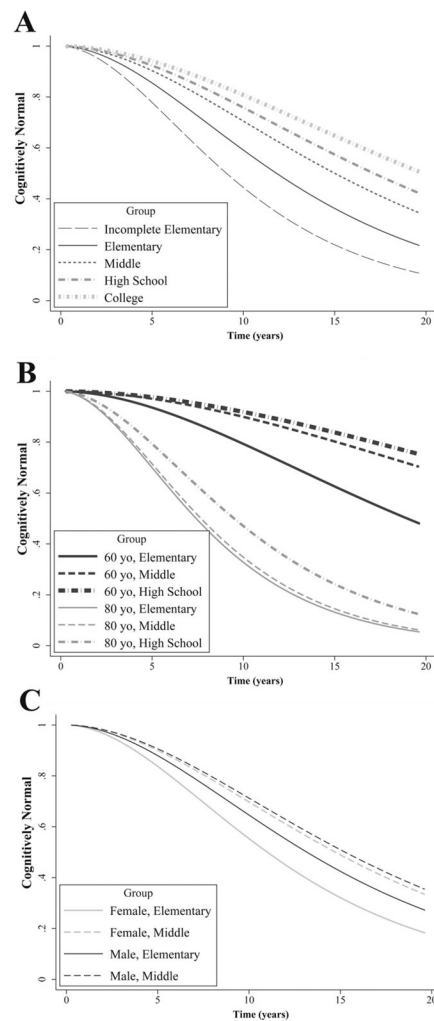 A
Cognitively Normal
1
.8
.6
.4
.2
0
Group
Incomplete Elementary
Elementary
Middle
High School
College
0 5 10 15 20
Time (years)
B
Cognitively Normal
1
.8
.6
.4
.2
0
Group
60 yo, Elementary
60 yo, Middle
60 yo, High School
80 yo, Elementary
80 yo, Middle
80 yo, High School
0 5 10 15 20
Time (years)
C
Cognitively Normal
1
.8
.6
.4
.2
0
Group
Female, Elementary
Female, Middle
Male, Elementary
Male, Middle
0 5 10 15 20
Time (years)